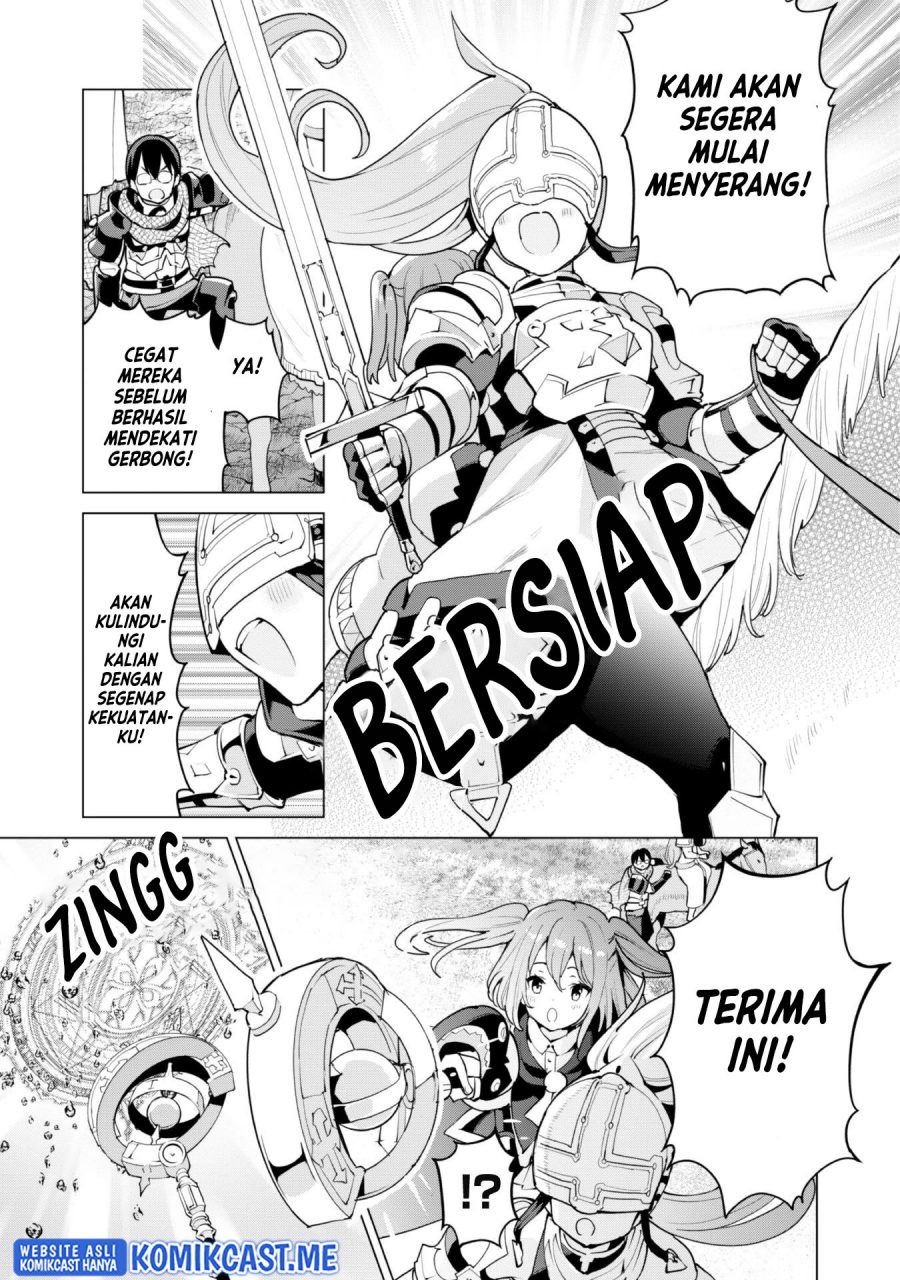 KAMI AKAN
SEGERA
MULAI
MENYERANG!
YA!
CEGAT
MEREKA
SEBELUM
BERHASIL
MENDEKATI
GERBONG!
BERSIAP
AKAN
KULINDU-
NGI
KALIAN
DENGAN
SEGENAP
KEKUATAN-
KU!
TERIMA
INI!
!?
ZINGG
WEBSITE ASLI
KOMIKCAST HANYA
KOMIKCAST.ME